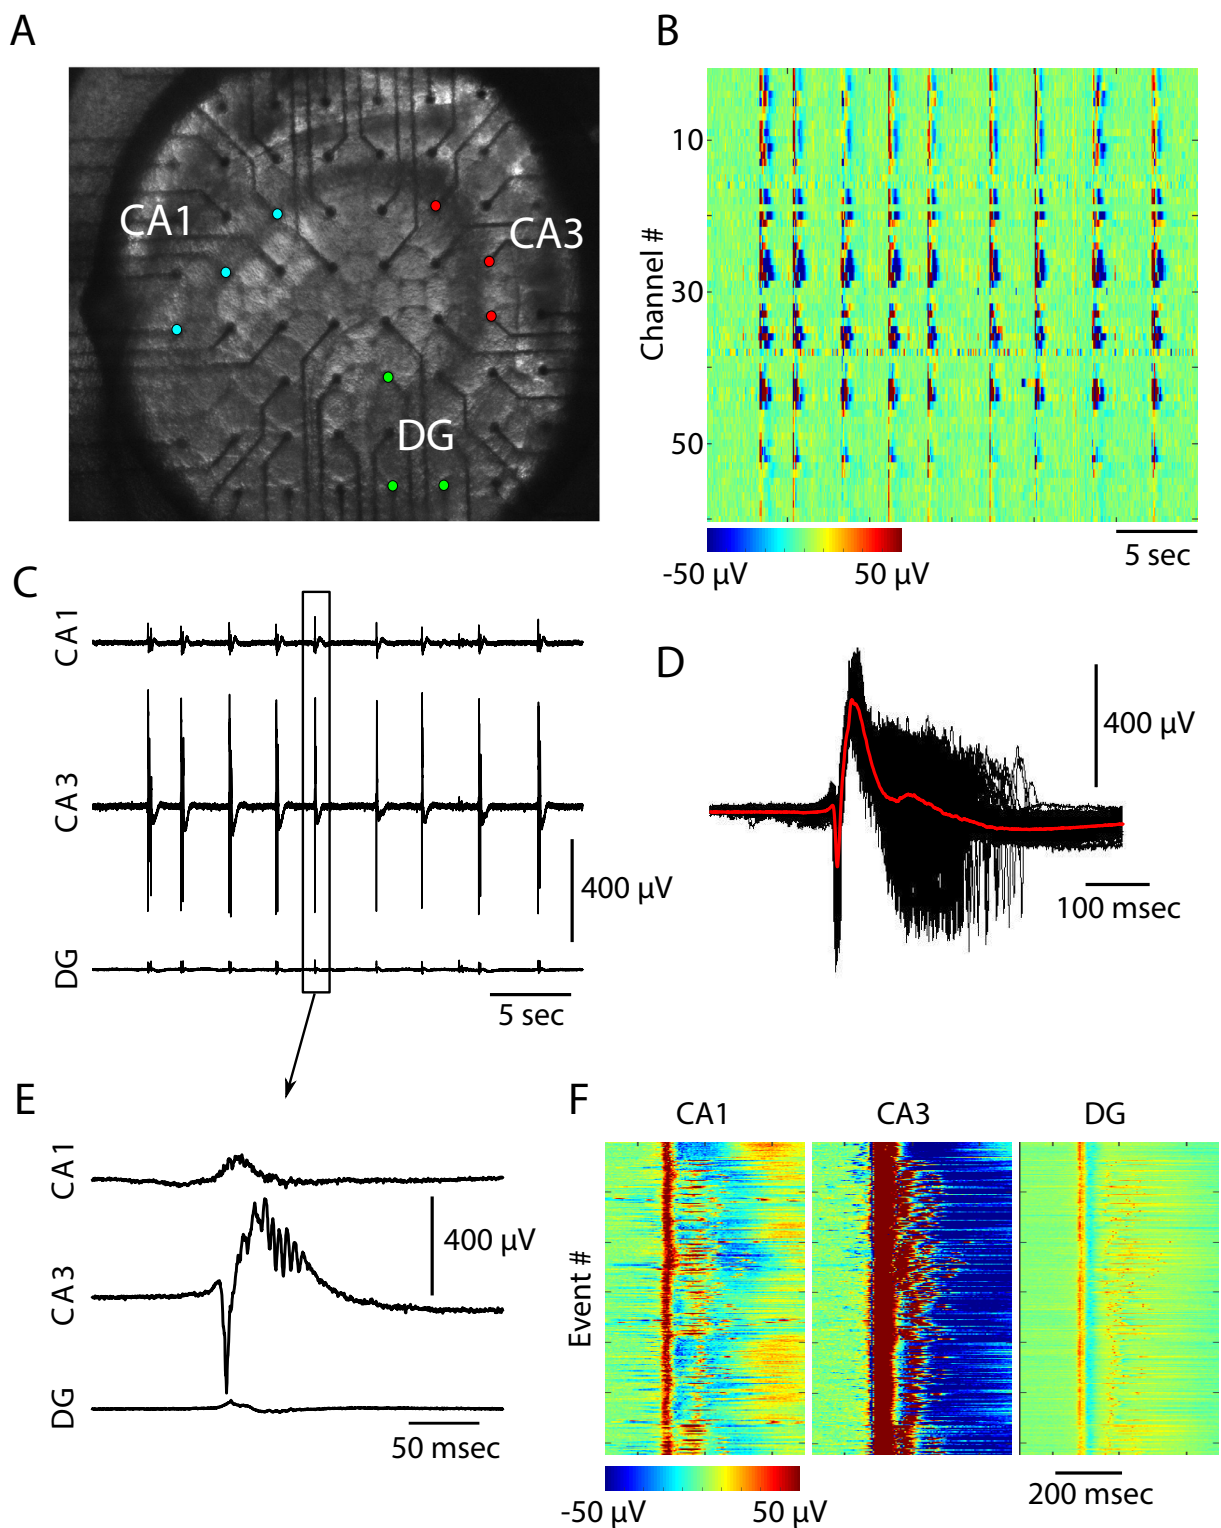 A
CA1
CA3
DG
B
Channel #
10
30
50
-50 µV
50 µV
5 sec
C
CA1
CA3
DG
400 µV
5 sec
D
400 µV
100 msec
E
CA1
CA3
DG
400 µV
50 msec
F
CA1
CA3
DG
Event #
-50 µV
50 µV
200 msec